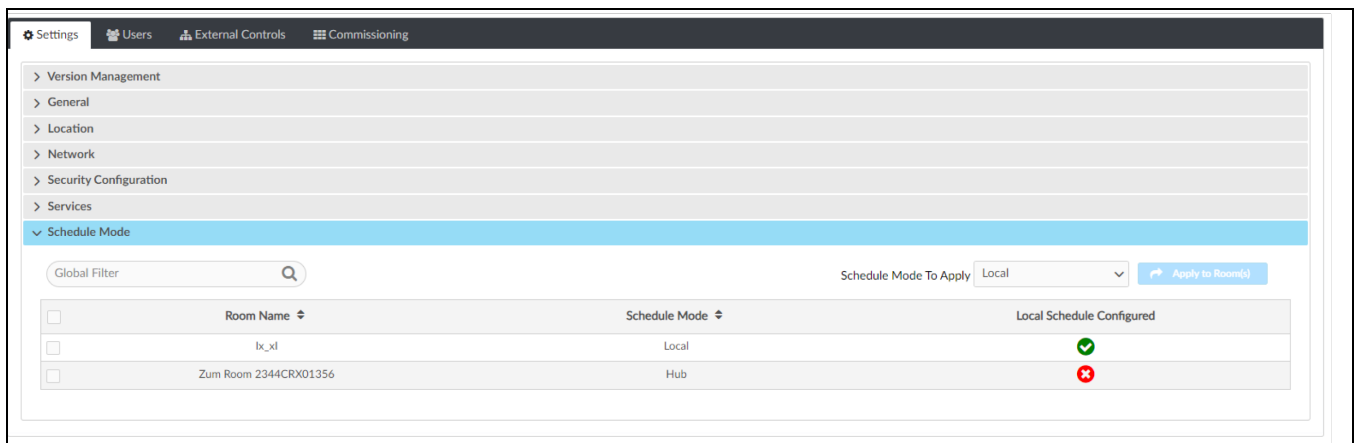 Settings Users External Controls Commissioning
Version Management
General
Location
Network
Security Configuration
Services
Schedule Mode
Global Filter Schedule Mode To Apply Local Apply to Room(s)
Room Name Schedule Mode Local Schedule Configured
lx_xl Local
Zum Room 2344CRX01356 Hub